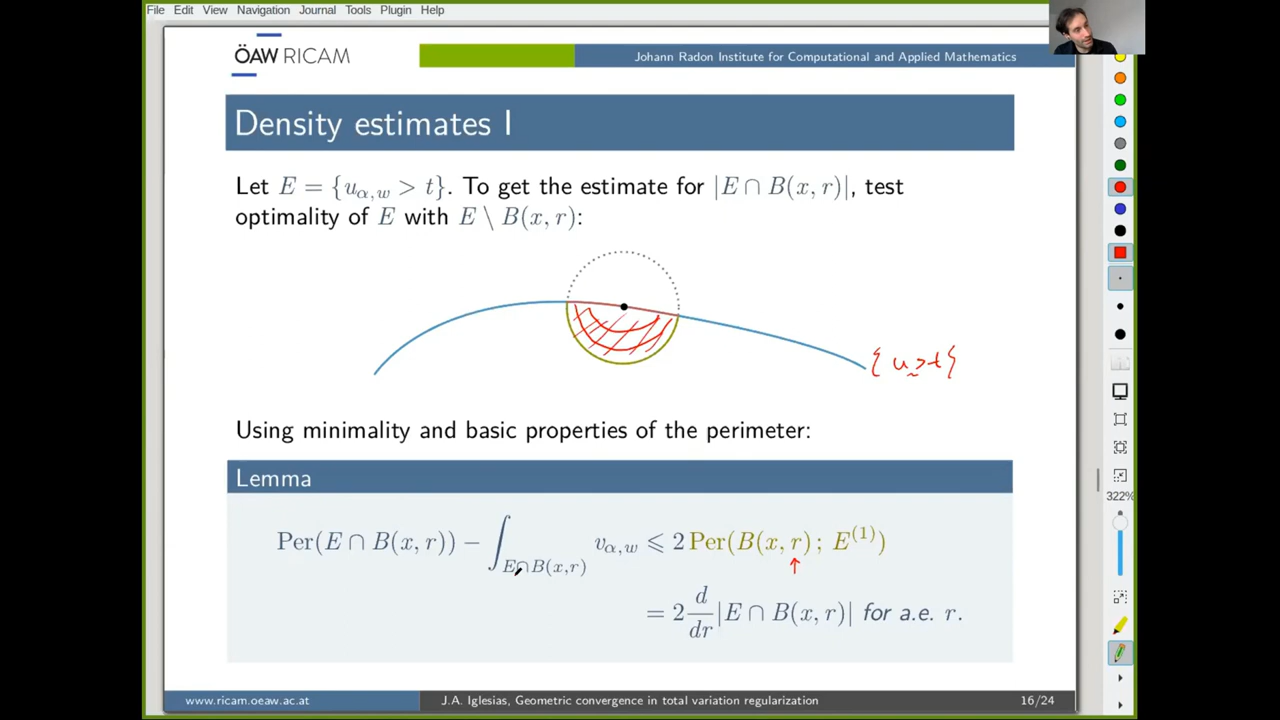 File Edit View Navigation Journal Tools Plugin Help
ÖAW RICAM
Johann Radon Institute for Computational and Applied Mathematics
Density estimates I
Let E = {u_{α,w} > t}. To get the estimate for |E ∩ B(x, r)|, test
optimality of E with E \ B(x, r):
{ u > t }
Using minimality and basic properties of the perimeter:
Lemma
Per(E ∩ B(x, r)) − ∫_{E∩B(x,r)} v_{α,w} ⩽ 2 Per(B(x, r) ; E^{(1)})
= 2 d/dr |E ∩ B(x, r)| for a.e. r.
322%
www.ricam.oeaw.ac.at
J.A. Iglesias, Geometric convergence in total variation regularization
16/24